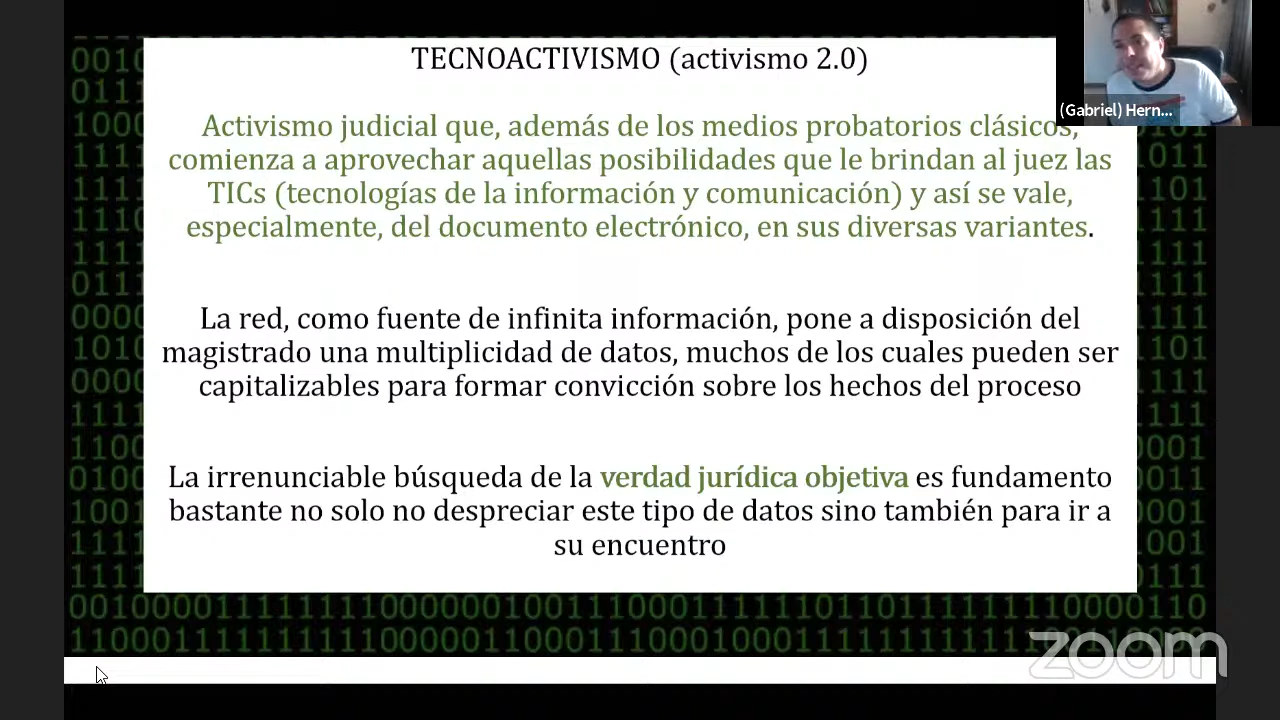 TECNOACTIVISMO (activismo 2.0)
(Gabriel) Hern...
Activismo judicial que, además de los medios probatorios clásicos,
comienza a aprovechar aquellas posibilidades que le brindan al juez las
TICs (tecnologías de la información y comunicación) y así se vale,
especialmente, del documento electrónico, en sus diversas variantes.
La red, como fuente de infinita información, pone a disposición del
magistrado una multiplicidad de datos, muchos de los cuales pueden ser
capitalizables para formar convicción sobre los hechos del proceso
La irrenunciable búsqueda de la verdad jurídica objetiva es fundamento
bastante no solo no despreciar este tipo de datos sino también para ir a
su encuentro
zoom